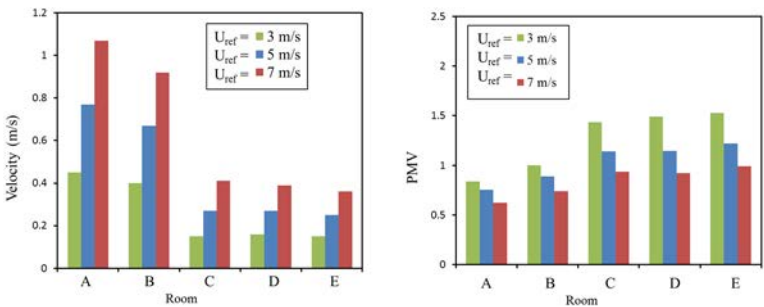 1.2
1
0.8
0.6
0.4
0.2
0
Velocity (m/s)
Uref = 3 m/s
Uref = 5 m/s
Uref = 7 m/s
A B C D E
Room
2.5
2
1.5
1
0.5
0
PMV
Uref = 3 m/s
Uref = 5 m/s
Uref = 7 m/s
A B C D E
Room